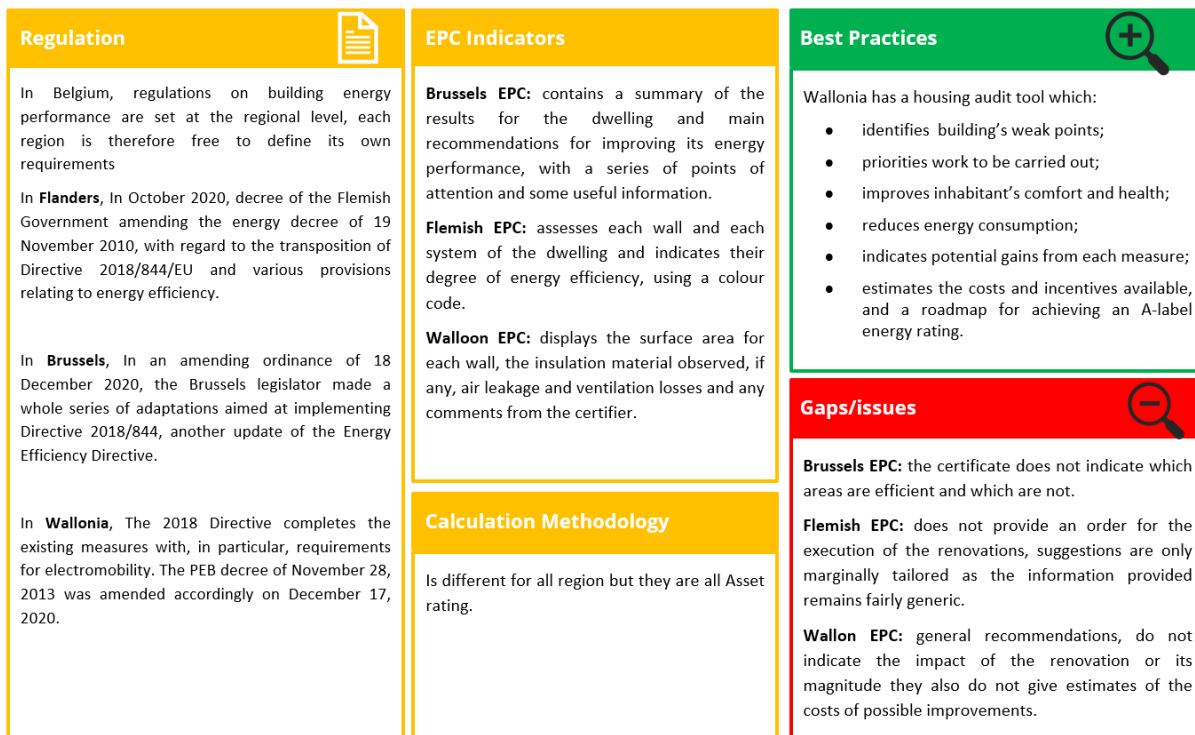 Regulation
In Belgium, regulations on building energy
performance are set at the regional level, each
region is therefore free to define its own
requirements
In Flanders, In October 2020, decree of the Flemish
Government amending the energy decree of 19
November 2010, with regard to the transposition of
Directive 2018/844/EU and various provisions
relating to energy efficiency.
In Brussels, In an amending ordinance of 18
December 2020, the Brussels legislator made a
whole series of adaptations aimed at implementing
Directive 2018/844, another update of the Energy
Efficiency Directive.
In Wallonia, The 2018 Directive completes the
existing measures with, in particular, requirements
for electromobility. The PEB decree of November 28,
2013 was amended accordingly on December 17,
2020.
EPC Indicators
Brussels EPC: contains a summary of the
results for the dwelling and main
recommendations for improving its energy
performance, with a series of points of
attention and some useful information.
Flemish EPC: assesses each wall and each
system of the dwelling and indicates their
degree of energy efficiency, using a colour
code.
Walloon EPC: displays the surface area for
each wall, the insulation material observed, if
any, air leakage and ventilation losses and any
comments from the certifier.
Calculation Methodology
Is different for all region but they are all Asset
rating.
Best Practices
Wallonia has a housing audit tool which:
● identifies building's weak points;
● priorities work to be carried out;
● improves inhabitant's comfort and health;
● reduces energy consumption;
● indicates potential gains from each measure;
● estimates the costs and incentives available,
and a roadmap for achieving an A-label
energy rating.
Gaps/issues
Brussels EPC: the certificate does not indicate which
areas are efficient and which are not.
Flemish EPC: does not provide an order for the
execution of the renovations, suggestions are only
marginally tailored as the information provided
remains fairly generic.
Wallon EPC: general recommendations, do not
indicate the impact of the renovation or its
magnitude they also do not give estimates of the
costs of possible improvements.